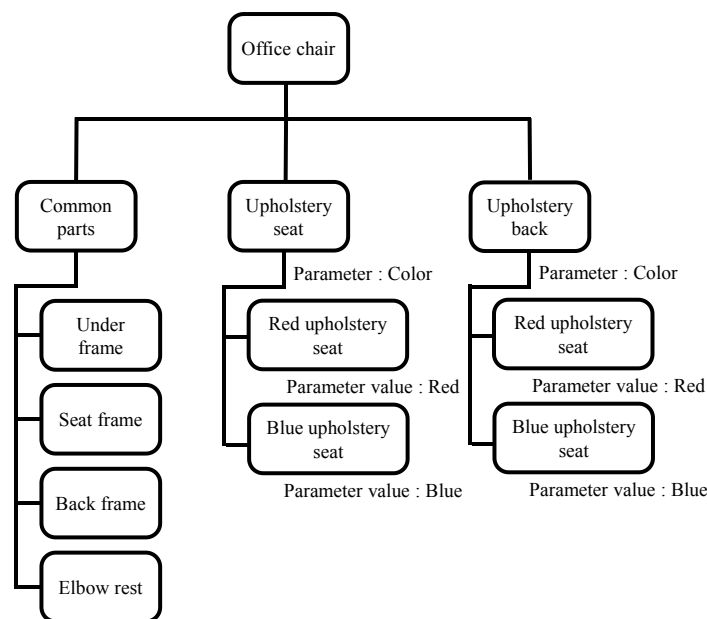 Office chair
Common
parts
Upholstery
seat
Upholstery
back
Parameter : Color
Parameter : Color
Under
frame
Red upholstery
seat
Red upholstery
seat
Parameter value : Red
Parameter value : Red
Seat frame
Blue upholstery
seat
Blue upholstery
seat
Parameter value : Blue
Parameter value : Blue
Back frame
Elbow rest